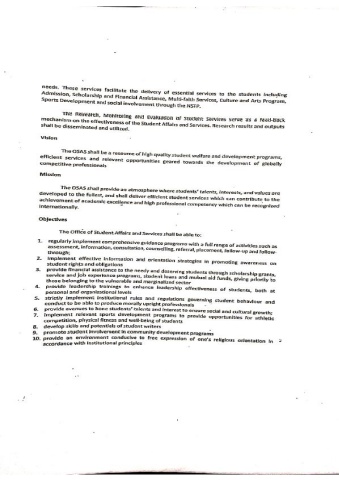 needs. These services facilitate the delivery of essential services to the students including
Admission, Scholarship and Financial Assistance, Multi-faith Services, Culture and Arts Program,
Sports Development and social involvement through the NSTP.
The Research, Monitoring and Evaluation of Student Services serve as a feed-Back
mechanism on the effectiveness of the Student Affairs and Services. Research results and outputs
shall be disseminated and utilized.
Vision
The OSAS shall be a resource of high quality student welfare and development programs,
efficient services and relevant opportunities geared towards the development of globally
competitive professionals
Mission
The OSAS shall provide an atmosphere where students' talents, interests, and values are
developed to the fullest, and shall deliver efficient student services which can contribute to the
achievement of academic excellence and high professional competency which can be recognized
internationally.
Objectives
The Office of Student Affairs and Services shall be able to:
1. regularly implement comprehensive guidance programs with a full range of activities such as
assessment, information, consultation, counselling, referral, placement, follow-up and follow-
through;
2. implement effective information and orientation strategies in promoting awareness on
student rights and obligations
3. provide financial assistance to the needy and deserving students through scholarship grants,
service and job experience programs, student loans and mutual aid funds, giving priority to
those belonging to the vulnerable and marginalized sector
4. provide leadership trainings to enhance leadership effectiveness of students, both at
personal and organizational levels
5. strictly implement institutional rules and regulations governing student behaviour and
conduct to be able to produce morally upright professionals
6. provide avenues to hone students' talents and interest to ensure social and cultural growth;
7. implement relevant sports development programs to provide opportunities for athletic
competition, physical fitness and well-being of students
8. develop skills and potentials of student writers
9. promote student involvement in community development programs
10. provide an environment conducive to free expression of one's religious orientation in
accordance with institutional principles